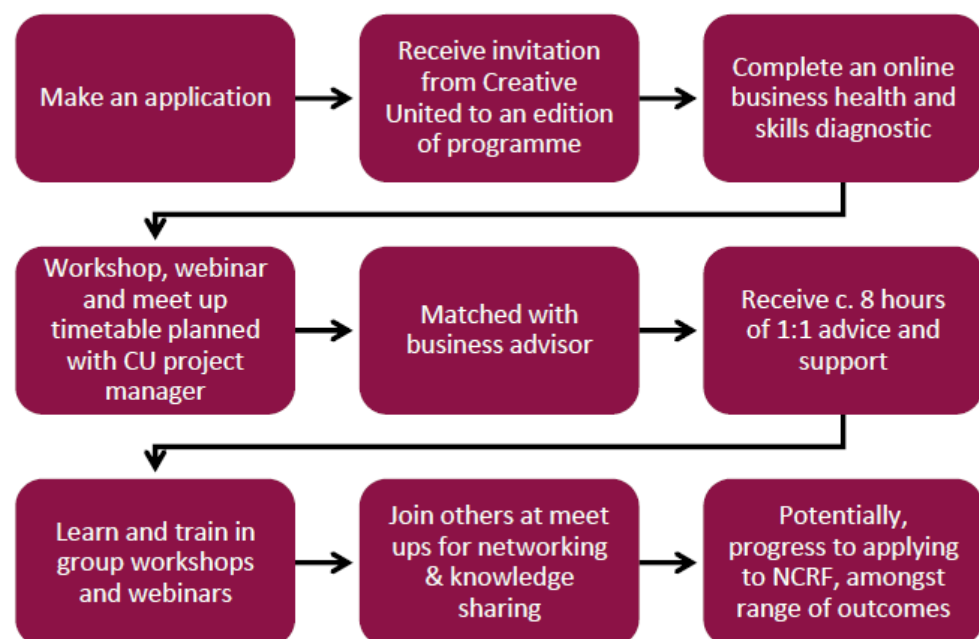 Make an application
Receive invitation
from Creative
United to an edition
of programme
Complete an online
business health and
skills diagnostic
Workshop, webinar
and meet up
timetable planned
with CU project
manager
Matched with
business advisor
Receive c. 8 hours
of 1:1 advice and
support
Learn and train in
group workshops
and webinars
Join others at meet
ups for networking
& knowledge
sharing
Potentially,
progress to applying
to NCRF, amongst
range of outcomes